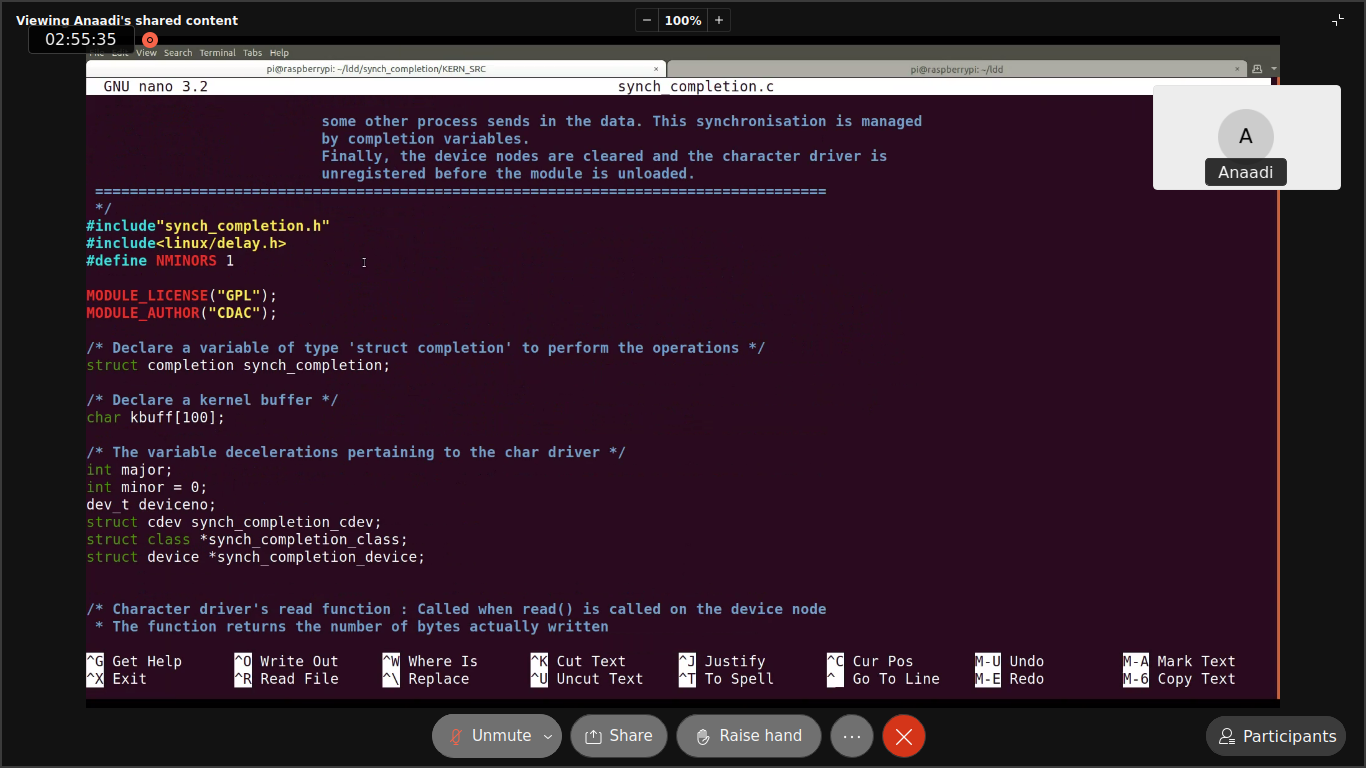 Viewing Anaadi's shared content
− 100% +
02:55:35
Edit View Search Terminal Tabs Help
pi@raspberrypi: ~/ldd/synch_completion/KERN_SRC × pi@raspberrypi: ~/ldd ×
GNU nano 3.2 synch_completion.c
some other process sends in the data. This synchronisation is managed
by completion variables.
Finally, the device nodes are cleared and the character driver is
unregistered before the module is unloaded.
====================================================================================
*/
#include"synch_completion.h"
#include<linux/delay.h>
#define NMINORS 1
MODULE_LICENSE("GPL");
MODULE_AUTHOR("CDAC");
/* Declare a variable of type 'struct completion' to perform the operations */
struct completion synch_completion;
/* Declare a kernel buffer */
char kbuff[100];
/* The variable decelerations pertaining to the char driver */
int major;
int minor = 0;
dev_t deviceno;
struct cdev synch_completion_cdev;
struct class *synch_completion_class;
struct device *synch_completion_device;
/* Character driver's read function : Called when read() is called on the device node
* The function returns the number of bytes actually written
^G Get Help ^O Write Out ^W Where Is ^K Cut Text ^J Justify ^C Cur Pos M-U Undo M-A Mark Text
^X Exit ^R Read File ^\ Replace ^U Uncut Text ^T To Spell ^_ Go To Line M-E Redo M-6 Copy Text
A
Anaadi
Unmute Share Raise hand ... Participants